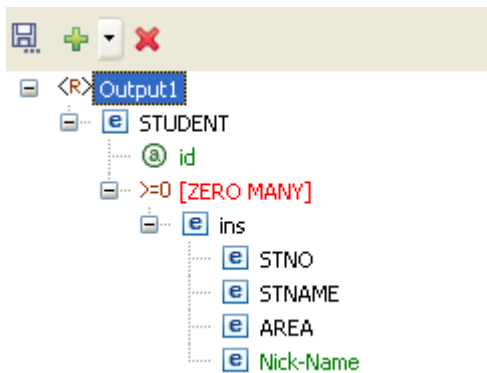 <R> Output1
e STUDENT
a id
>=0 [ZERO MANY]
e ins
e STNO
e STNAME
e AREA
e Nick-Name